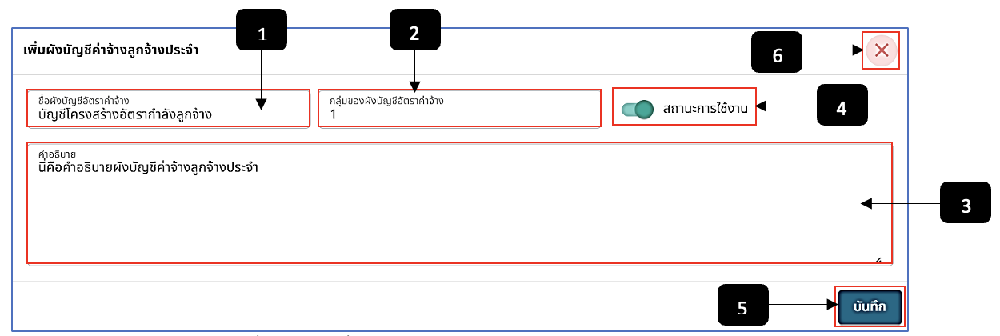 1
2
เพิ่มผังบัญชีค่าจ้างลูกจ้างประจำ
6
ชื่อผังบัญชีอัตราค่าจ้าง
บัญชีโครงสร้างอัตรากำลังลูกจ้าง
กลุ่มของผังบัญชีอัตราค่าจ้าง
1
สถานะการใช้งาน
4
คำอธิบาย
นี่คือคำอธิบายผังบัญชีค่าจ้างลูกจ้างประจำ
3
5
บันทึก